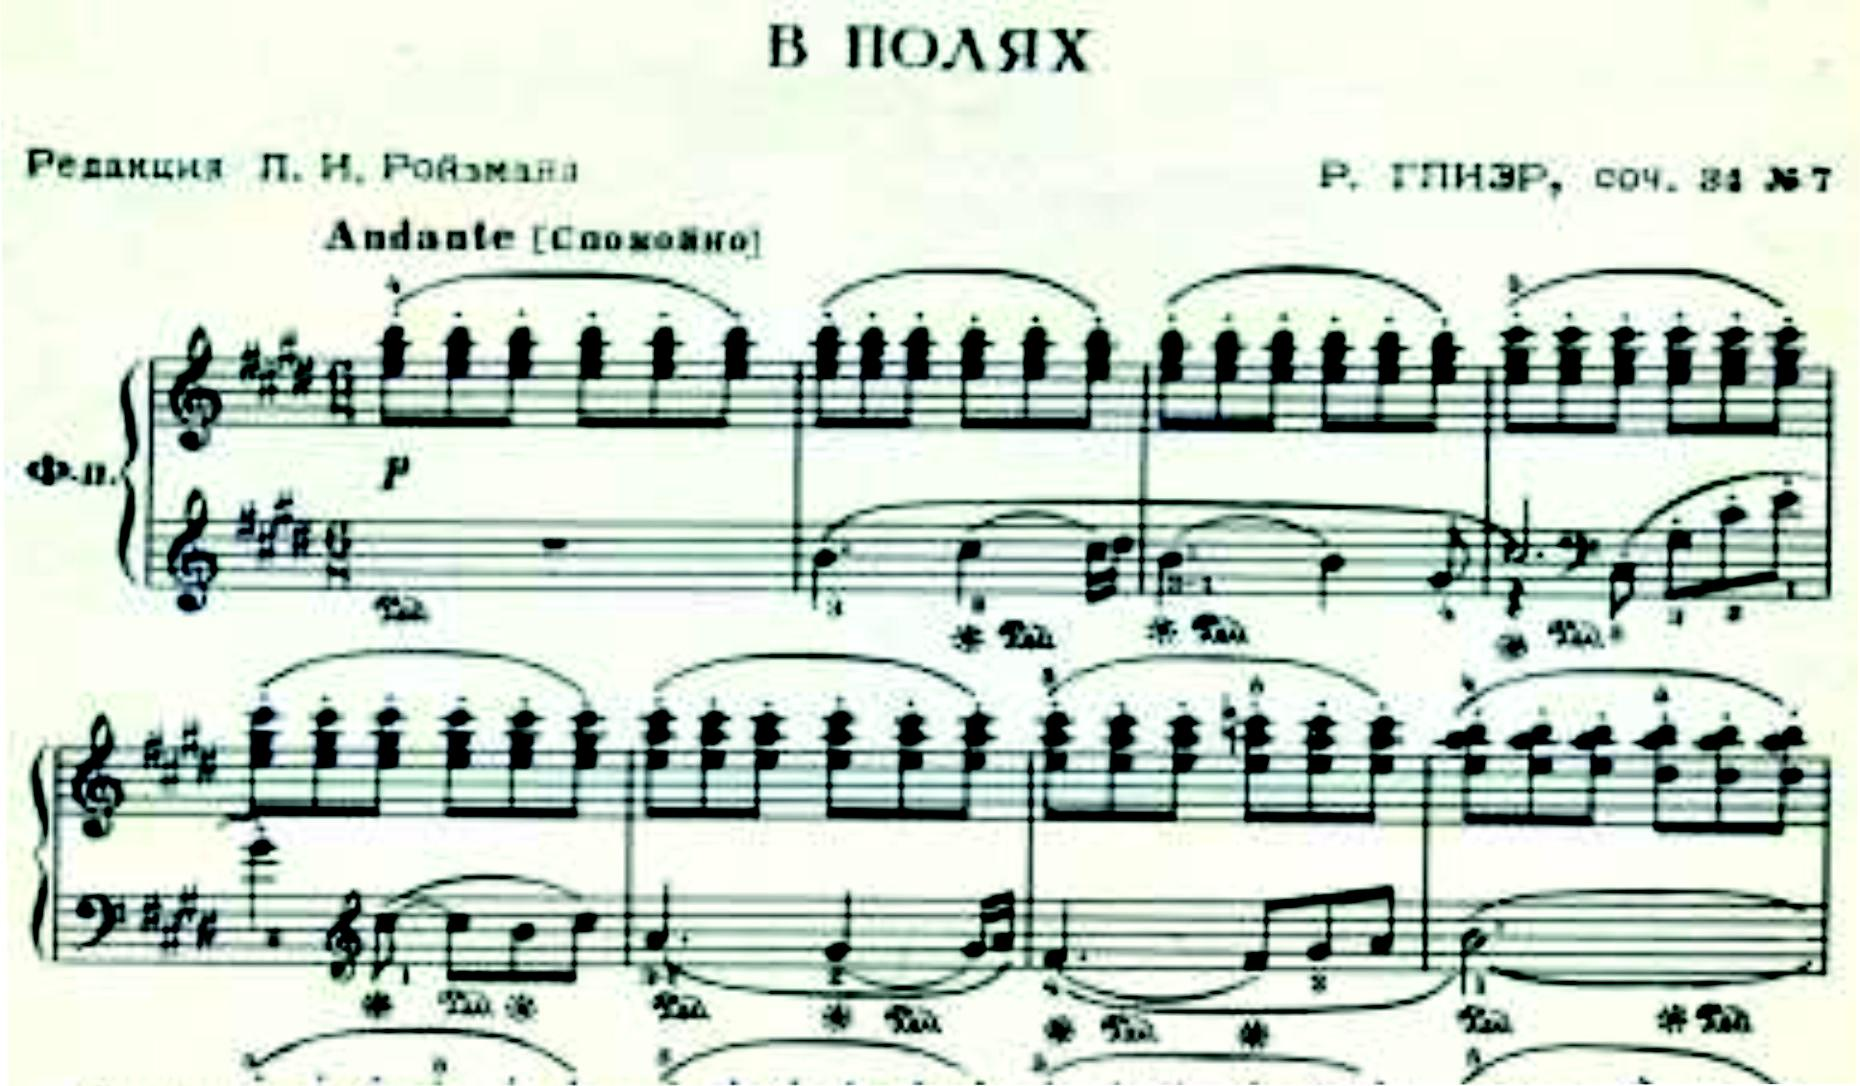 В ПОЛЯХ
Редакция П. И. Ройзмана
Р. ГЛИЭР, соч. 34 № 7
Andante [Спокойно]
Ф-п.
p